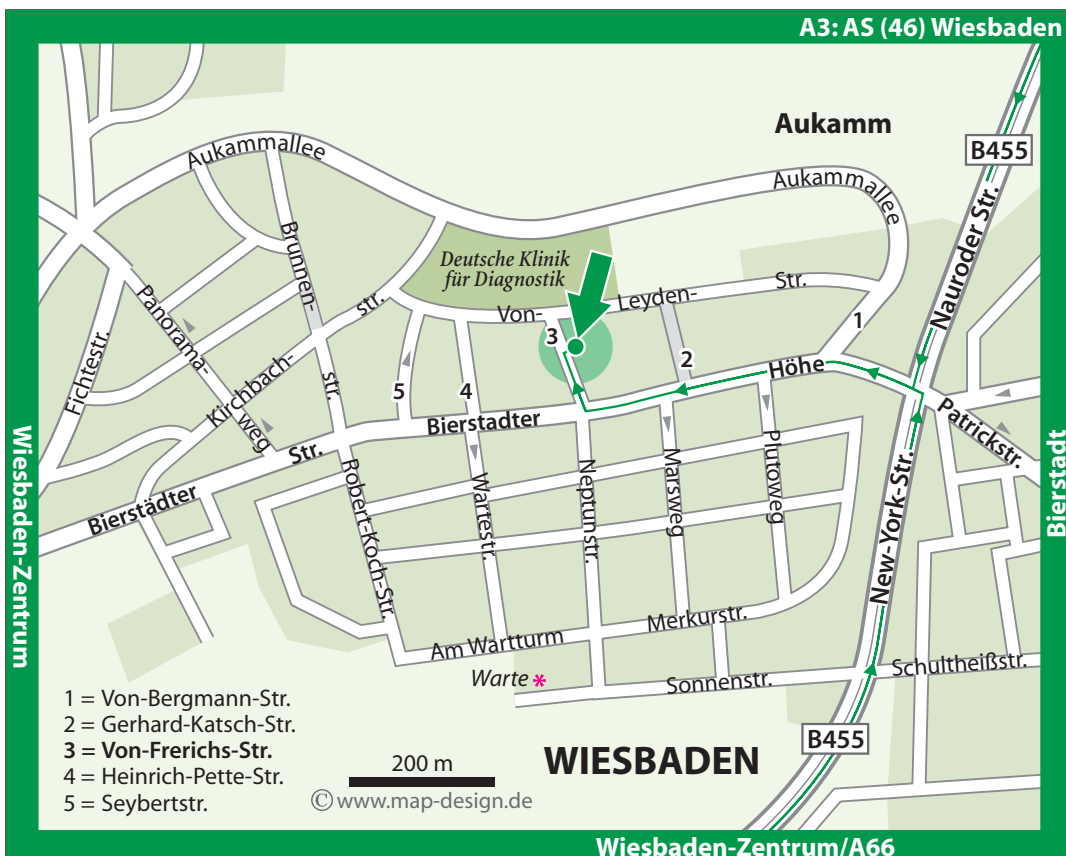 A3: AS (46) Wiesbaden
Aukamm
B455
Aukammallee
Aukammallee
Nauroder Str.
Brunnen-
str.
Deutsche Klinik
für Diagnostik
Von-
Leyden-
Str.
Panorama-
weg
Fichtestr.
Kirchbach-
str.
1
2
3
4
5
Höhe
Bierstadter
Patrickstr.
Str.
Bierstädter
Robert-Koch-Str.
Wartestr.
Neptunstr.
Marsweg
Plutoweg
New-York-Str.
Wiesbaden-Zentrum
Bierstadt
Am Wartturm
Merkurstr.
Warte *
Sonnenstr.
Schultheißstr.
B455
1 = Von-Bergmann-Str.
2 = Gerhard-Katsch-Str.
3 = Von-Frerichs-Str.
4 = Heinrich-Pette-Str.
5 = Seybertstr.
200 m
© www.map-design.de
WIESBADEN
Wiesbaden-Zentrum/A66